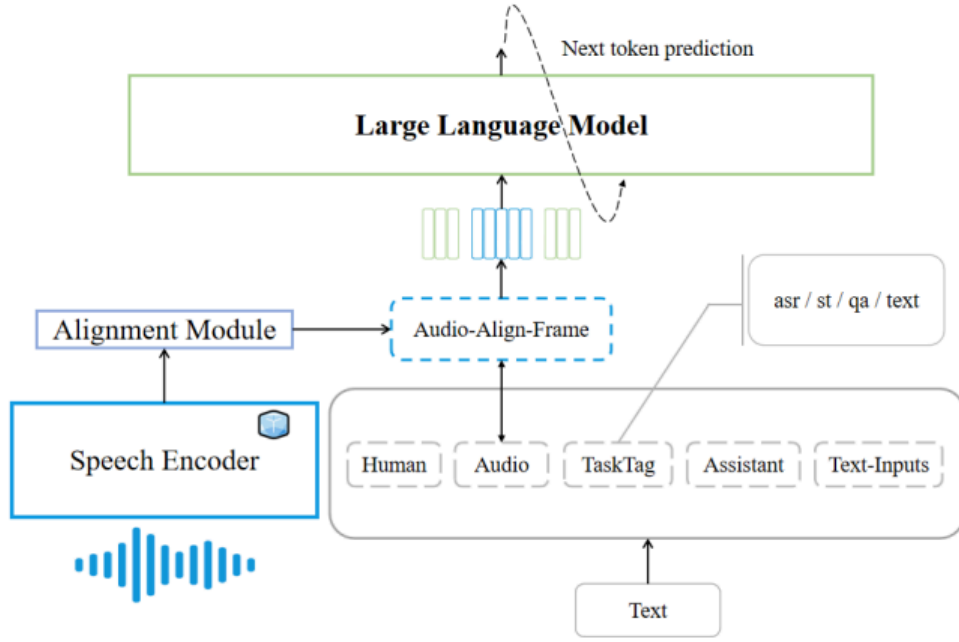 Next token prediction
Large Language Model
asr / st / qa / text
Alignment Module
Audio-Align-Frame
Speech Encoder
Human
Audio
TaskTag
Assistant
Text-Inputs
Text